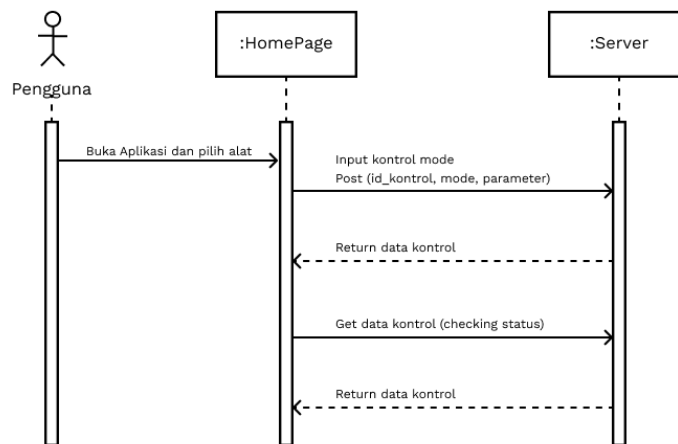 :HomePage
:Server
Pengguna
Buka Aplikasi dan pilih alat
Input kontrol mode
Post (id_kontrol, mode, parameter)
Return data kontrol
Get data kontrol (checking status)
Return data kontrol